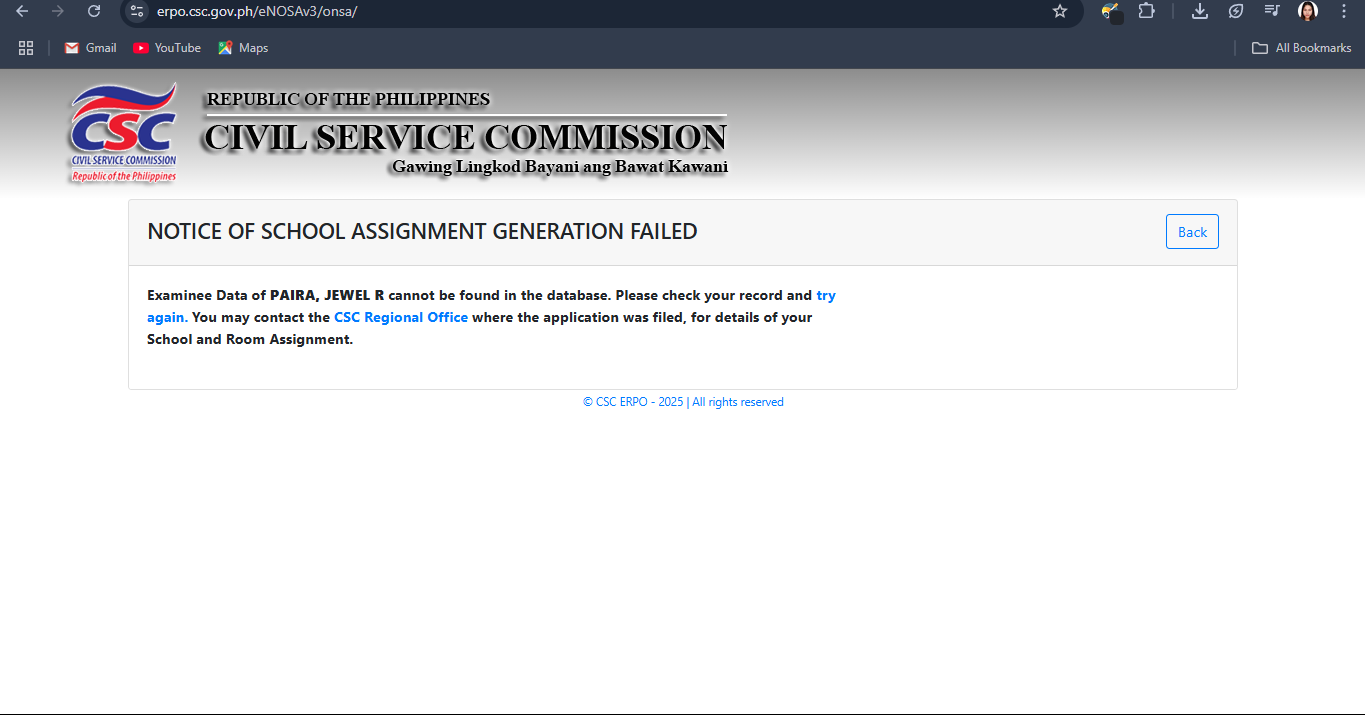 erpo.csc.gov.ph/eNOSAv3/onsa/
Gmail YouTube Maps All Bookmarks
CSC
CIVIL SERVICE COMMISSION
Republic of the Philippines
REPUBLIC OF THE PHILIPPINES
CIVIL SERVICE COMMISSION
Gawing Lingkod Bayani ang Bawat Kawani
NOTICE OF SCHOOL ASSIGNMENT GENERATION FAILED
Back
Examinee Data of PAIRA, JEWEL R cannot be found in the database. Please check your record and try
again. You may contact the CSC Regional Office where the application was filed, for details of your
School and Room Assignment.
© CSC ERPO - 2025 | All rights reserved